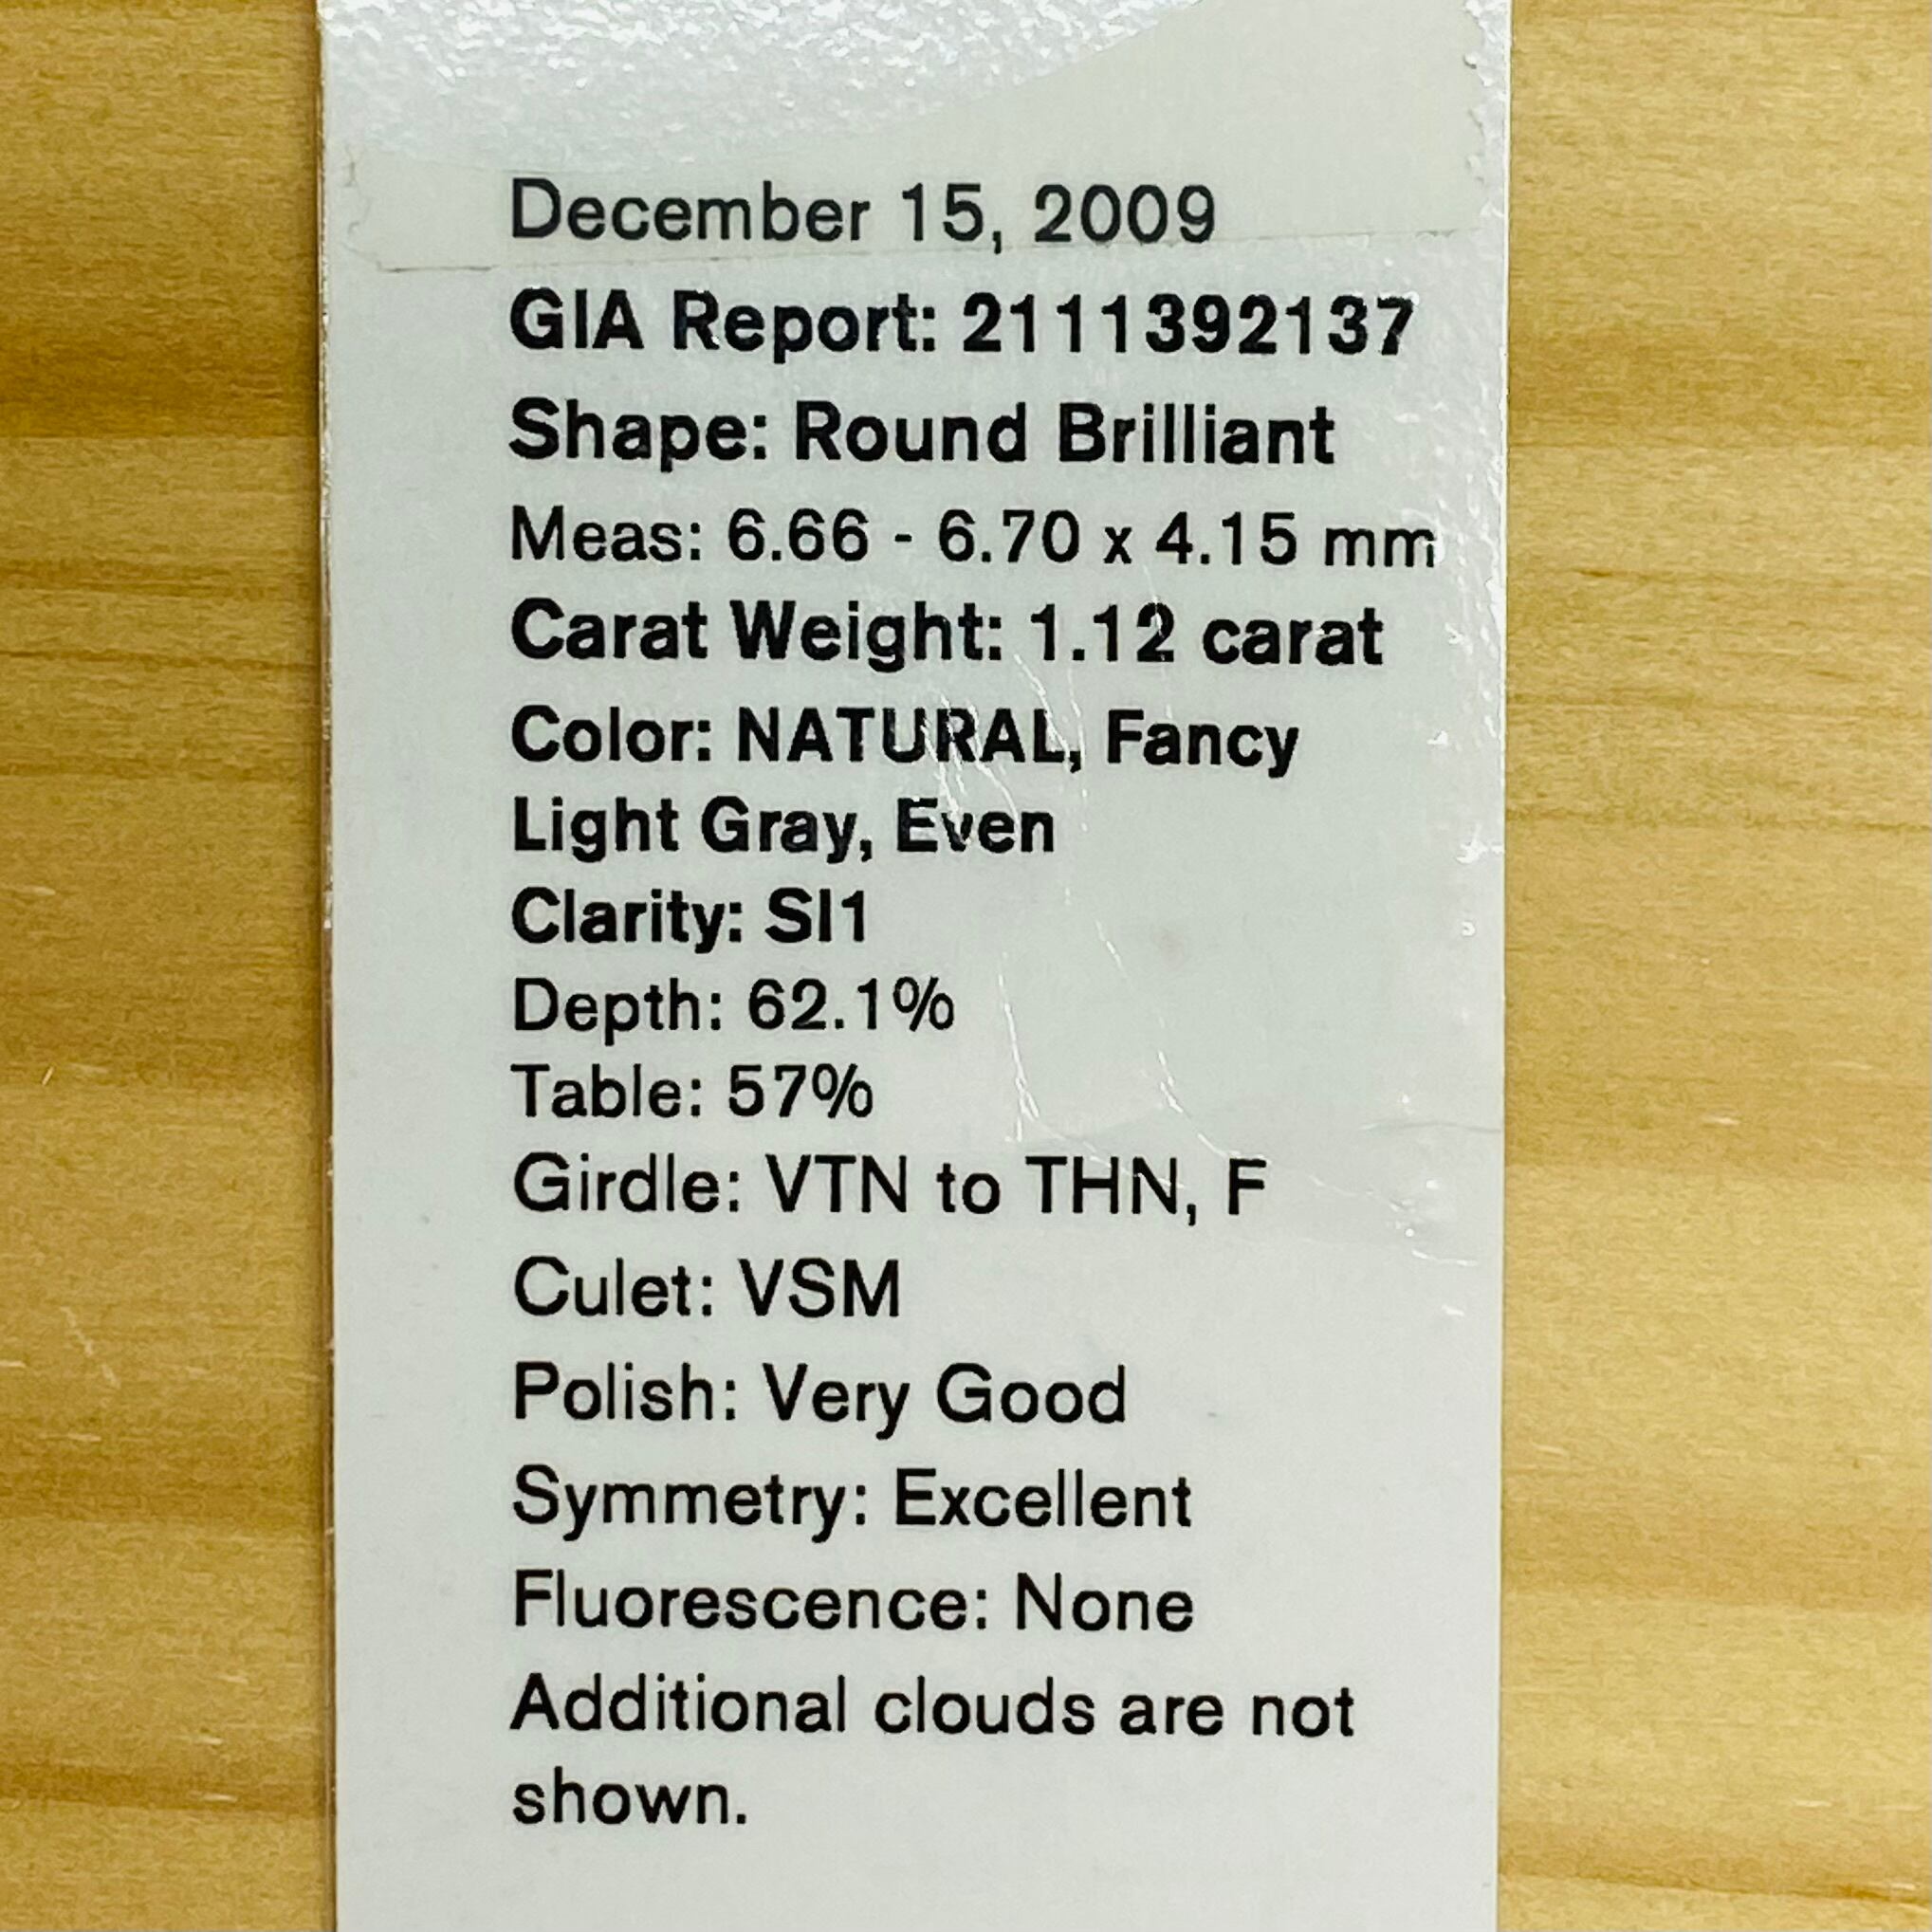 December 15, 2009
GIA Report: 2111392137
Shape: Round Brilliant
Meas: 6.66 - 6.70 x 4.15 mm
Carat Weight: 1.12 carat
Color: NATURAL, Fancy
Light Gray, Even
Clarity: SI1
Depth: 62.1%
Table: 57%
Girdle: VTN to THN, F
Culet: VSM
Polish: Very Good
Symmetry: Excellent
Fluorescence: None
Additional clouds are not
shown.